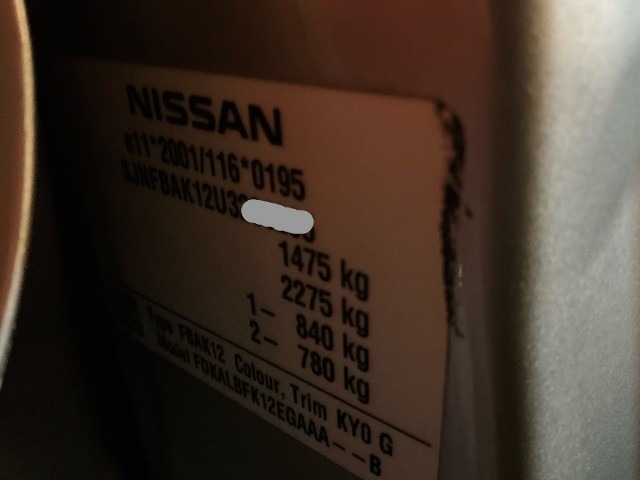 NISSAN
e11*2001/116*0195
SJNFBAK12U3
1475 kg
2275 kg
1- 840 kg
2- 780 kg
Type FBAK12 Colour, Trim KY0 G
Model FDKALBFK12EGAAA--B